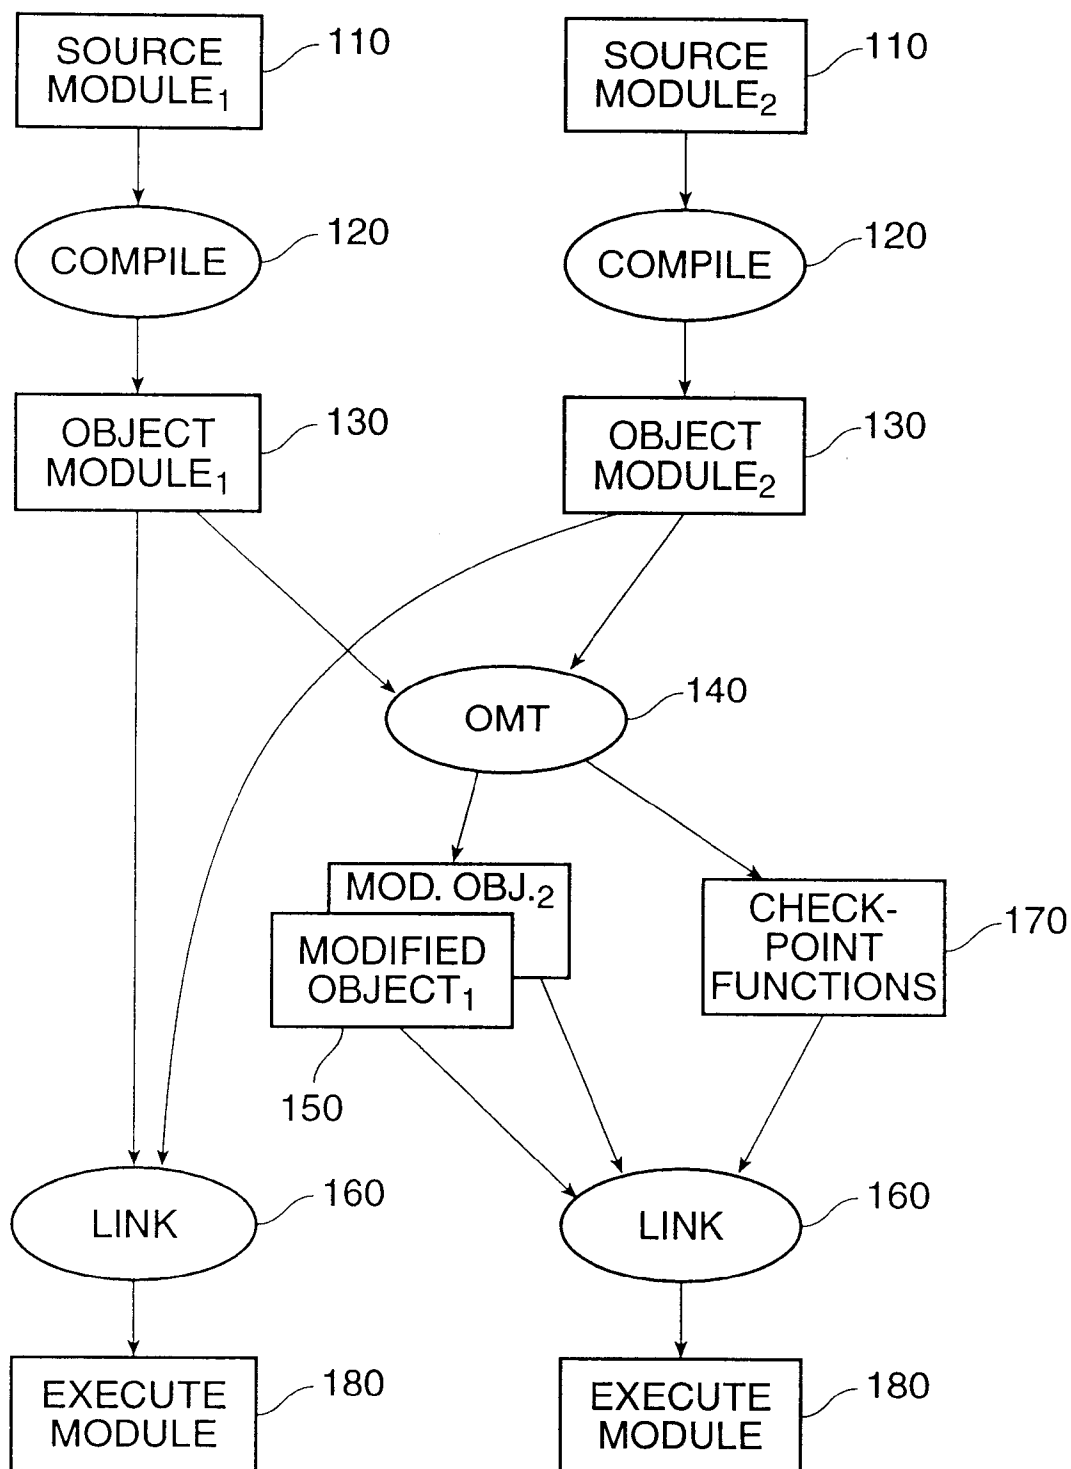 SOURCE
MODULE₁
110
SOURCE
MODULE₂
110
COMPILE
120
COMPILE
120
OBJECT
MODULE₁
130
OBJECT
MODULE₂
130
OMT
140
MOD. OBJ.₂
MODIFIED
OBJECT₁
150
CHECK-
POINT
FUNCTIONS
170
LINK
160
LINK
160
EXECUTE
MODULE
180
EXECUTE
MODULE
180